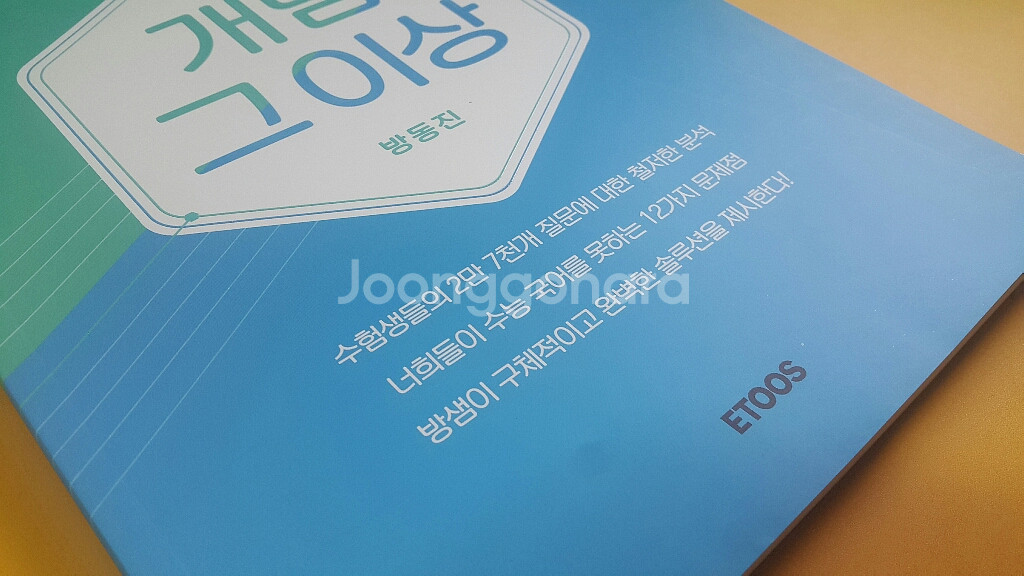 개념
그 이상
방동진
수험생들의 2만 7천개 질문에 대한 철저한 분석
너희들이 수능 국어를 못하는 12가지 문제점
방샘이 구체적이고 완벽한 솔루션을 제시한다!
Joonggonara
ETOOS